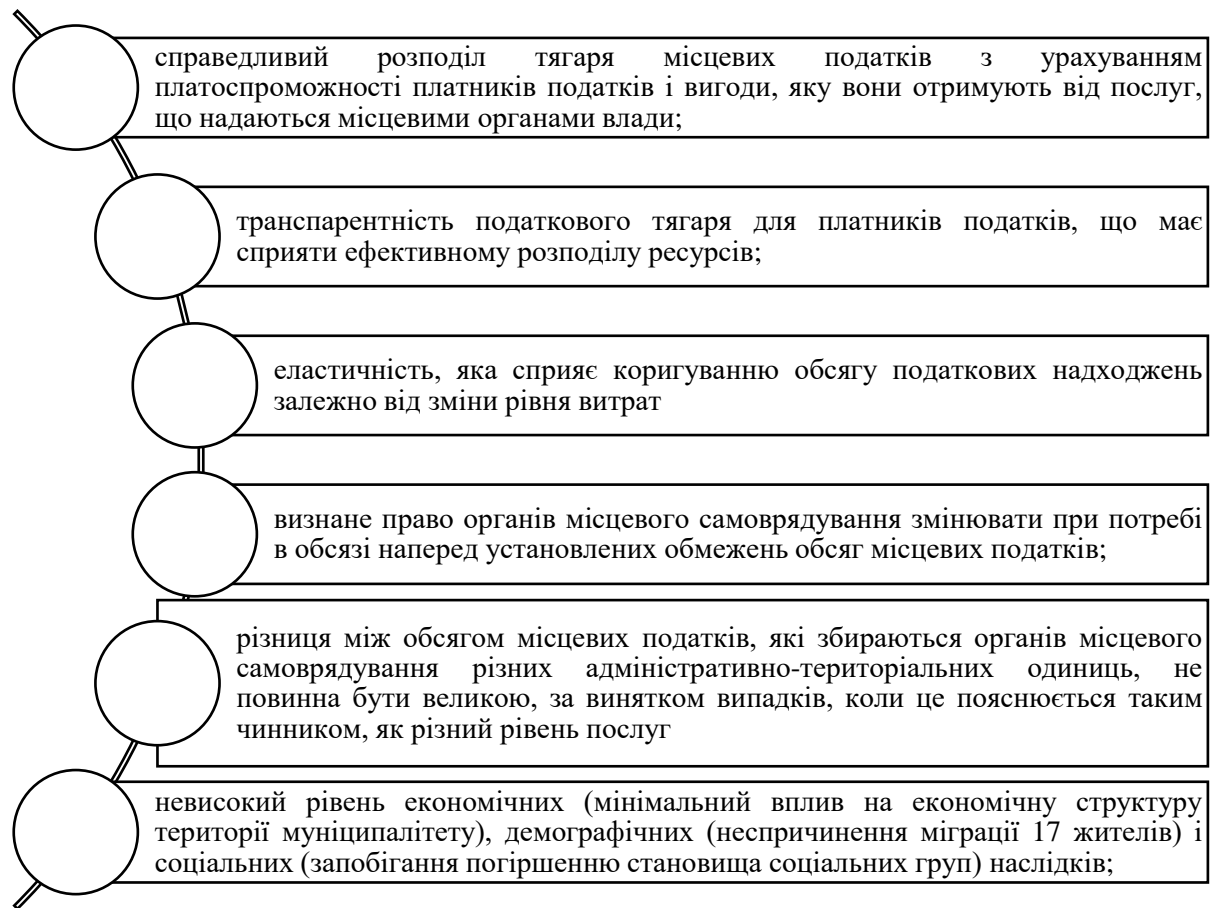 справедливий розподіл тягаря місцевих податків з урахуванням
платоспроможності платників податків і вигоди, яку вони отримують від послуг,
що надаються місцевими органами влади;
транспарентність податкового тягаря для платників податків, що має
сприяти ефективному розподілу ресурсів;
еластичність, яка сприяє коригуванню обсягу податкових надходжень
залежно від зміни рівня витрат
визнане право органів місцевого самоврядування змінювати при потребі
в обсязі наперед установлених обмежень обсяг місцевих податків;
різниця між обсягом місцевих податків, які збираються органів місцевого
самоврядування різних адміністративно-територіальних одиниць, не
повинна бути великою, за винятком випадків, коли це пояснюється таким
чинником, як різний рівень послуг
невисокий рівень економічних (мінімальний вплив на економічну структуру
території муніципалітету), демографічних (неспричинення міграції 17 жителів) і
соціальних (запобігання погіршенню становища соціальних груп) наслідків;